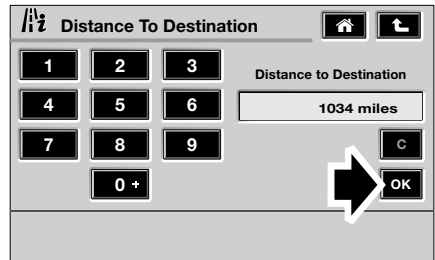 Distance To Destination
1 2 3 Distance to Destination
4 5 6 1034 miles
7 8 9 C
0 + OK